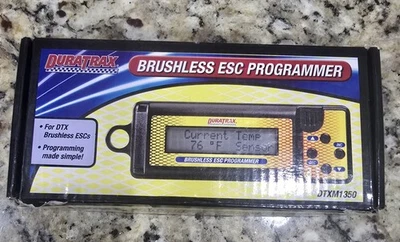 DURATRAX
BRUSHLESS ESC PROGRAMMER
• For DTX
Brushless ESCs
• Programming
made simple!
DURATRAX
Current Temp
76 °F Sensor
BRUSHLESS ESC PROGRAMMER
DTXM1350